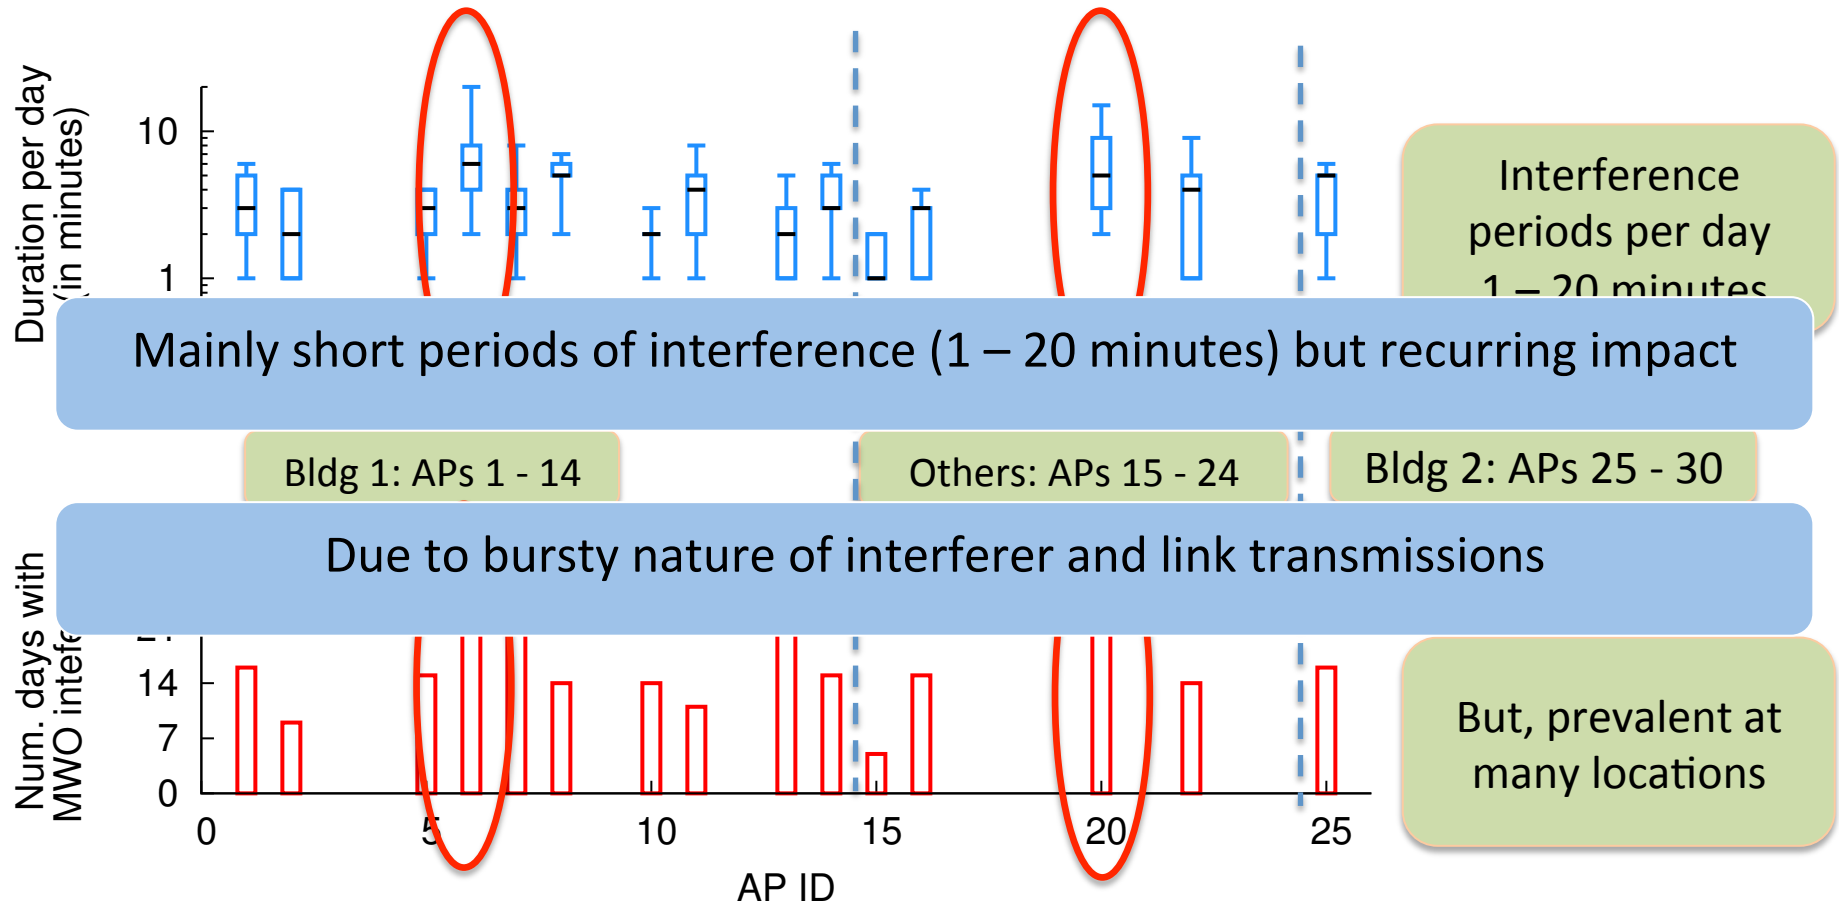 Duration per day
(in minutes)
10
1
Interference
periods per day
1 – 20 minutes
Mainly short periods of interference (1 – 20 minutes) but recurring impact
Bldg 1: APs 1 - 14
Others: APs 15 - 24
Bldg 2: APs 25 - 30
Due to bursty nature of interferer and link transmissions
Num. days with
MWO intefe
14
7
0
But, prevalent at
many locations
0
5
10
15
20
25
AP ID